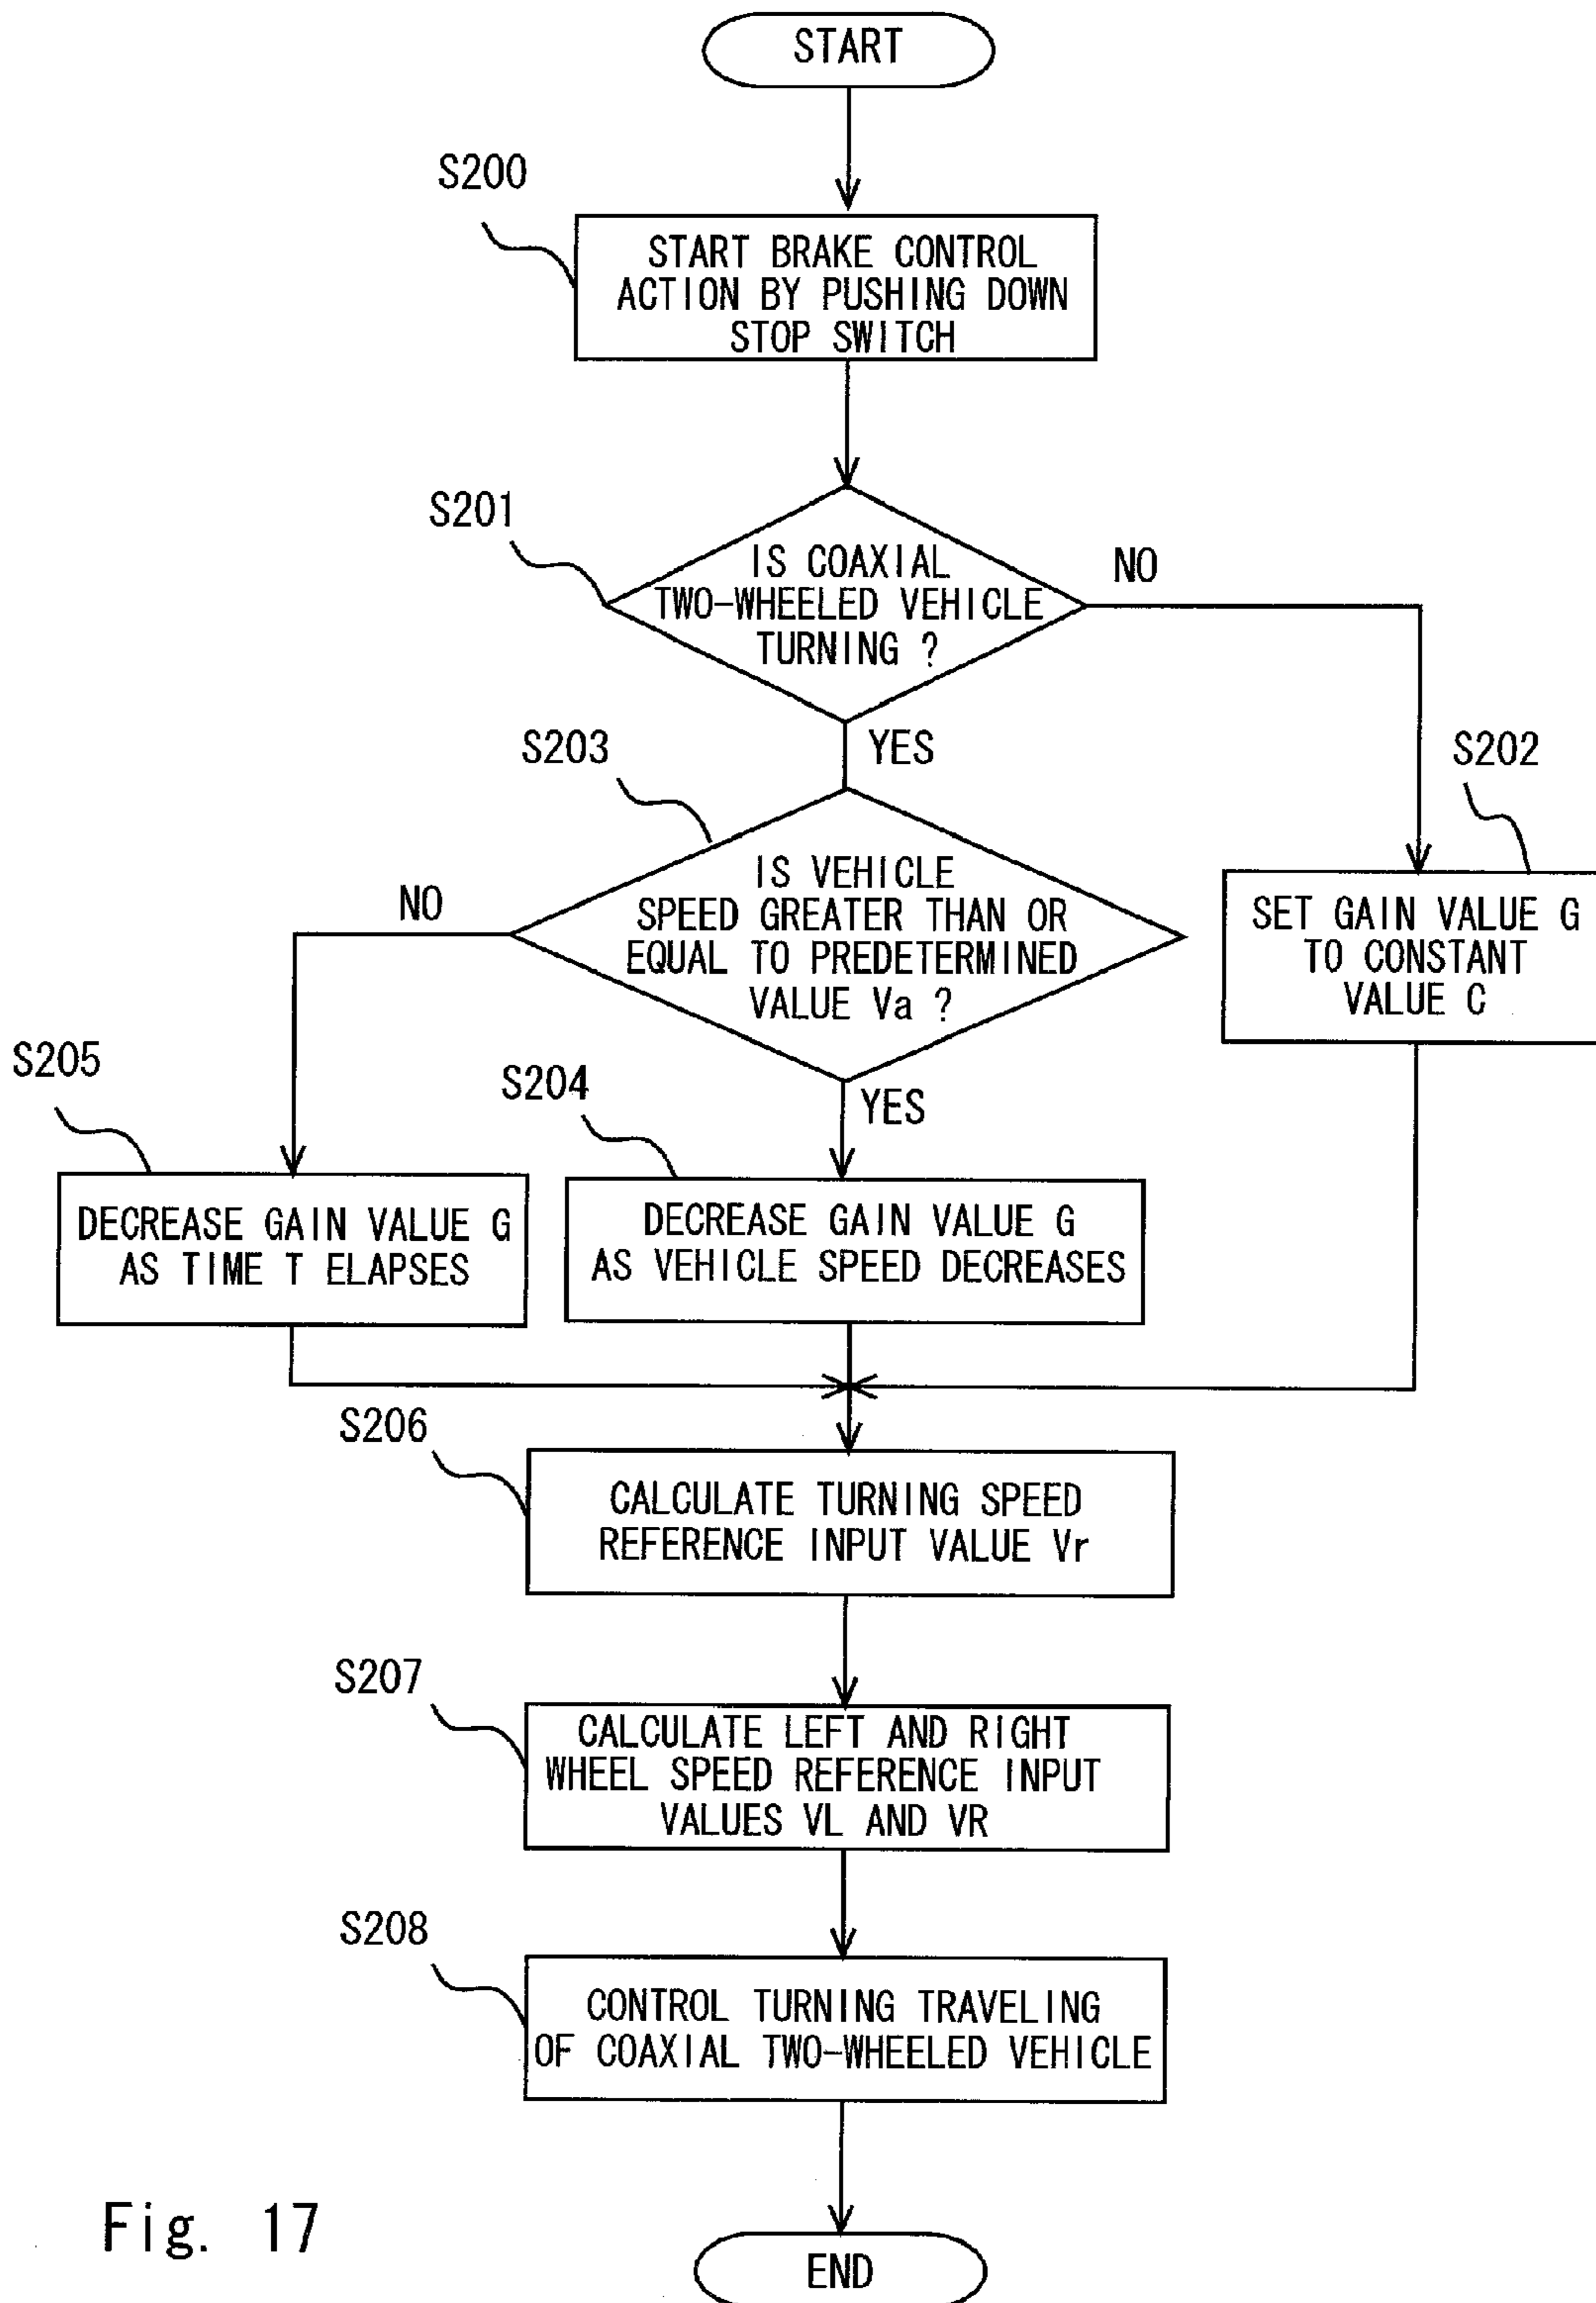 START
S200
START BRAKE CONTROL
ACTION BY PUSHING DOWN
STOP SWITCH
S201
IS COAXIAL
TWO-WHEELED VEHICLE
TURNING ?
NO
YES
S203
IS VEHICLE
SPEED GREATER THAN OR
EQUAL TO PREDETERMINED
VALUE Va ?
NO
YES
S202
SET GAIN VALUE G
TO CONSTANT
VALUE C
S205
DECREASE GAIN VALUE G
AS TIME T ELAPSES
S204
DECREASE GAIN VALUE G
AS VEHICLE SPEED DECREASES
S206
CALCULATE TURNING SPEED
REFERENCE INPUT VALUE Vr
S207
CALCULATE LEFT AND RIGHT
WHEEL SPEED REFERENCE INPUT
VALUES VL AND VR
S208
CONTROL TURNING TRAVELING
OF COAXIAL TWO-WHEELED VEHICLE
END
Fig. 17